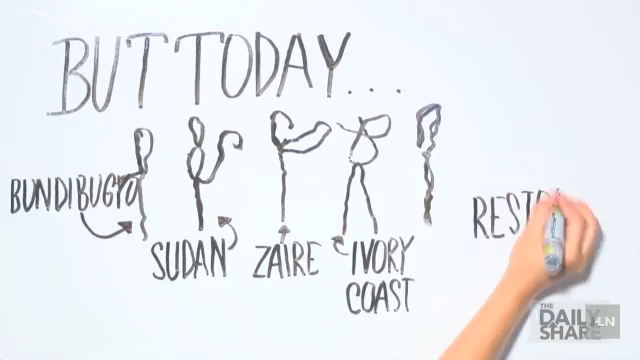 BUT TODAY...
BUNDIBUGYO
SUDAN
ZAIRE
IVORY
COAST
THE
DAILY
SHARE
HLN